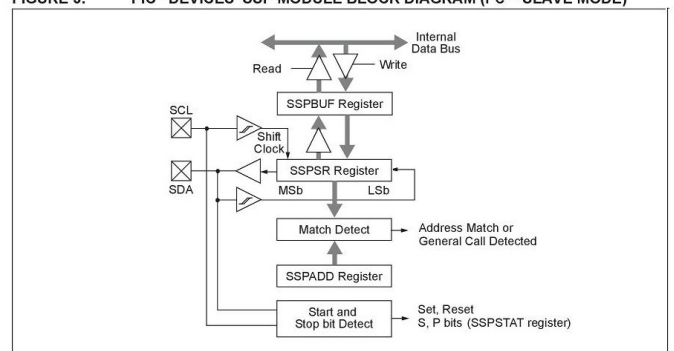 Internal
Data Bus
Read
Write
SSPBUF Register
SCL
Shift
Clock
SSPSR Register
SDA
MSb
LSb
Match Detect
Address Match or
General Call Detected
SSPADD Register
Start and
Stop bit Detect
Set, Reset
S, P bits (SSPSTAT register)